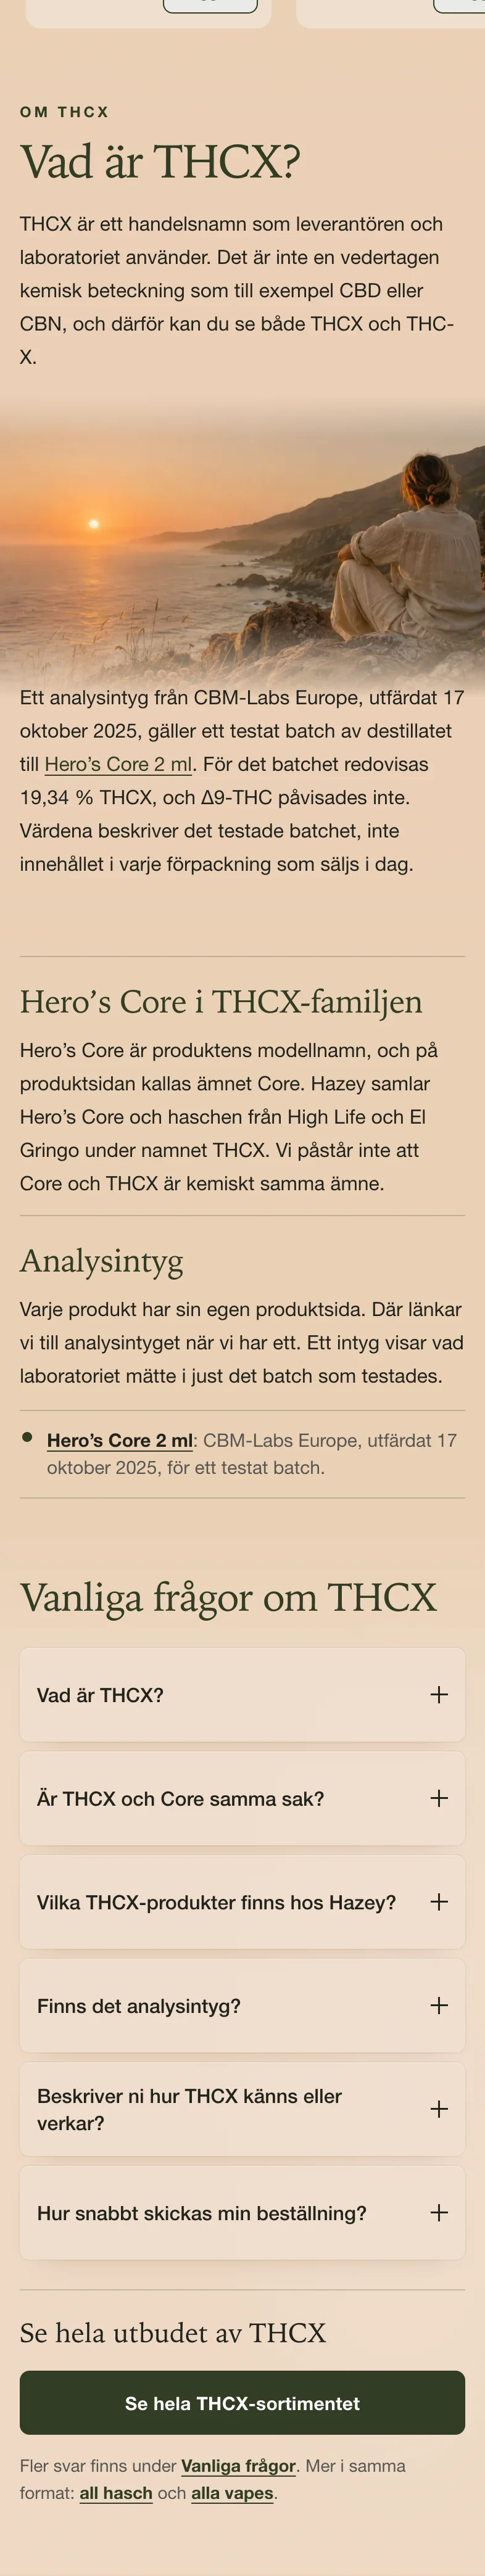 OM THCX
Vad är THCX?
THCX är ett handelsnamn som leverantören och
laboratoriet använder. Det är inte en vedertagen
kemisk beteckning som till exempel CBD eller
CBN, och därför kan du se både THCX och THC-
X.
Ett analysintyg från CBM-Labs Europe, utfärdat 17
oktober 2025, gäller ett testat batch av destillatet
till Hero’s Core 2 ml. För det batchet redovisas
19,34 % THCX, och Δ9-THC påvisades inte.
Värdena beskriver det testade batchet, inte
innehållet i varje förpackning som säljs i dag.
Hero’s Core i THCX-familjen
Hero’s Core är produktens modellnamn, och på
produktsidan kallas ämnet Core. Hazey samlar
Hero’s Core och haschen från High Life och El
Gringo under namnet THCX. Vi påstår inte att
Core och THCX är kemiskt samma ämne.
Analysintyg
Varje produkt har sin egen produktsida. Där länkar
vi till analysintyget när vi har ett. Ett intyg visar vad
laboratoriet mätte i just det batch som testades.
Hero’s Core 2 ml: CBM-Labs Europe, utfärdat 17
oktober 2025, för ett testat batch.
Vanliga frågor om THCX
Vad är THCX?
Är THCX och Core samma sak?
Vilka THCX-produkter finns hos Hazey?
Finns det analysintyg?
Beskriver ni hur THCX känns eller
verkar?
Hur snabbt skickas min beställning?
Se hela utbudet av THCX
Se hela THCX-sortimentet
Fler svar finns under Vanliga frågor. Mer i samma
format: all hasch och alla vapes.